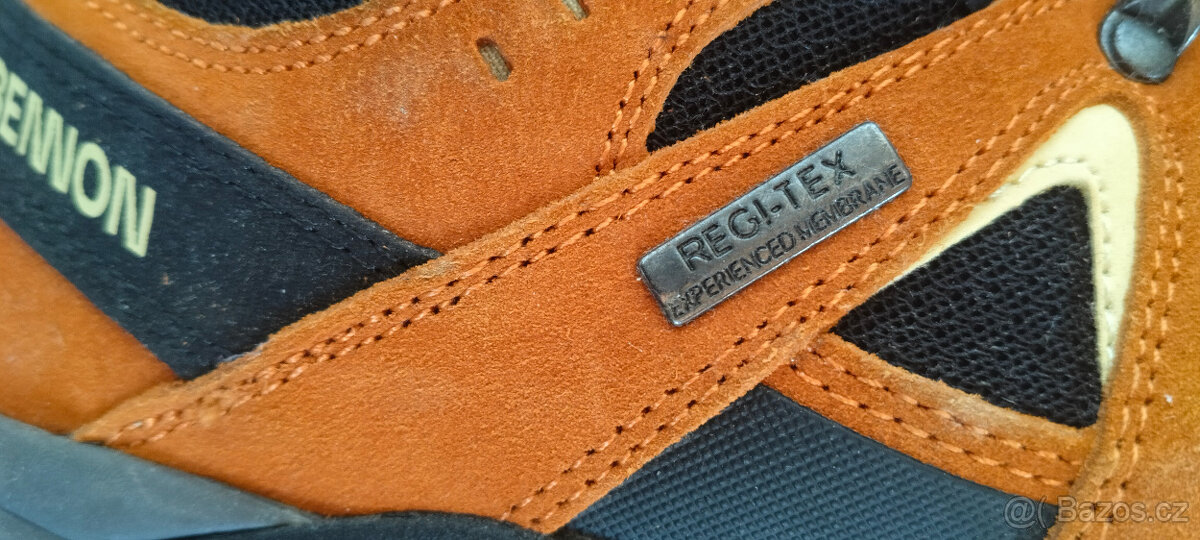 BENNON
REGI-TEX
EXPERIENCED MEMBRANE
@( Bazos.cz